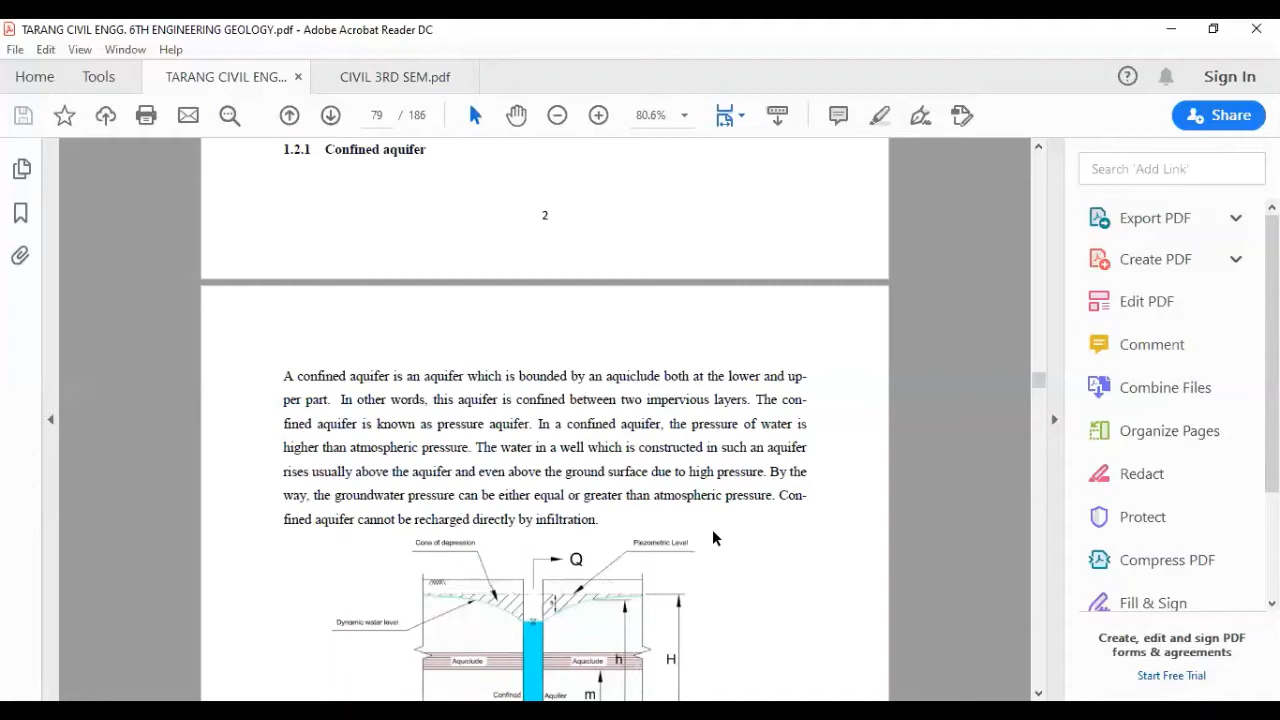 TARANG CIVIL ENGG. 6TH ENGINEERING GEOLOGY.pdf - Adobe Acrobat Reader DC
File Edit View Window Help
Home Tools TARANG CIVIL ENG... × CIVIL 3RD SEM.pdf Sign In
79 / 186 80.6% Share
1.2.1 Confined aquifer
2
A confined aquifer is an aquifer which is bounded by an aquiclude both at the lower and up-
per part. In other words, this aquifer is confined between two impervious layers. The con-
fined aquifer is known as pressure aquifer. In a confined aquifer, the pressure of water is
higher than atmospheric pressure. The water in a well which is constructed in such an aquifer
rises usually above the aquifer and even above the ground surface due to high pressure. By the
way, the groundwater pressure can be either equal or greater than atmospheric pressure. Con-
fined aquifer cannot be recharged directly by infiltration.
Cone of depression
Piezometric Level
Q
Dynamic water level
Aquiclude Aquiclude h H
Confined Aquifer m
Search 'Add Link'
Export PDF
Create PDF
Edit PDF
Comment
Combine Files
Organize Pages
Redact
Protect
Compress PDF
Fill & Sign
Create, edit and sign PDF
forms & agreements
Start Free Trial